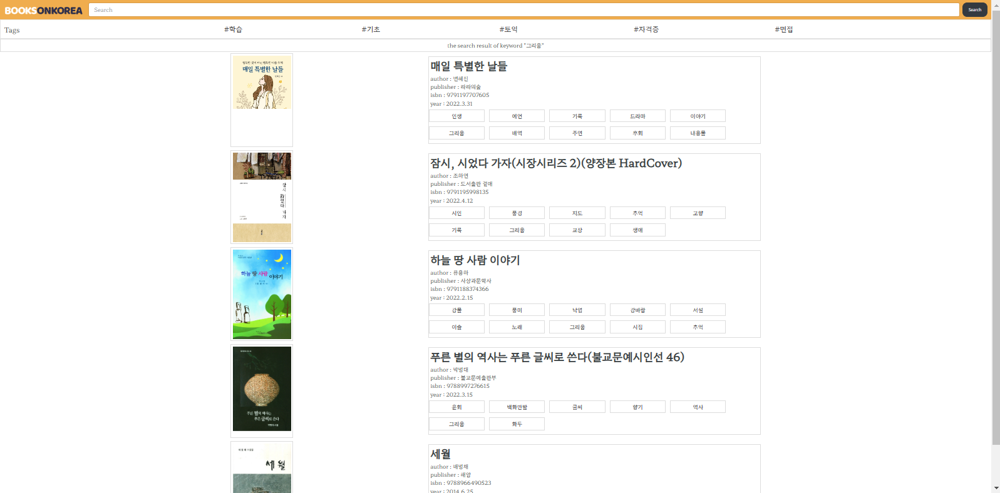 BOOKSONKOREA Search Search
Tags #학습 #기초 #토익 #자격증 #면접
the search result of keyword "그리움"
매일 특별한 날들
매일 특별한 날들
author : 변혜진
publisher : 라라의숲
isbn : 9791197707605
year : 2022.3.31
인생 예언 기록 드라마 이야기
그리움 배역 주연 후회 내용물
잠시, 시었다 가자(시장시리즈 2)(양장본 HardCover)
author : 조하연
publisher : 도서출판 곁애
isbn : 9791195998135
year : 2022.4.12
시인 풍경 지도 추억 고향
기록 그리움 교장 생애
하늘 땅 사람 이야기
하늘 땅 사람 이야기
author : 류용하
publisher : 사상과문학사
isbn : 9791188374366
year : 2022.2.15
강물 풍미 낙엽 강바람 서설
이슬 노래 그리움 시집 추억
푸른 별의 역사는
푸른 글씨로 쓴다
푸른 별의 역사는 푸른 글씨로 쓴다(불교문예시인선 46)
author : 박병대
publisher : 불교문예출판부
isbn : 9788997276615
year : 2022.3.15
윤회 백화만발 글씨 향기 역사
그리움 화두
세월
세월
author : 배병채
publisher : 해암
isbn : 9788966490523
year : 2014.6.25